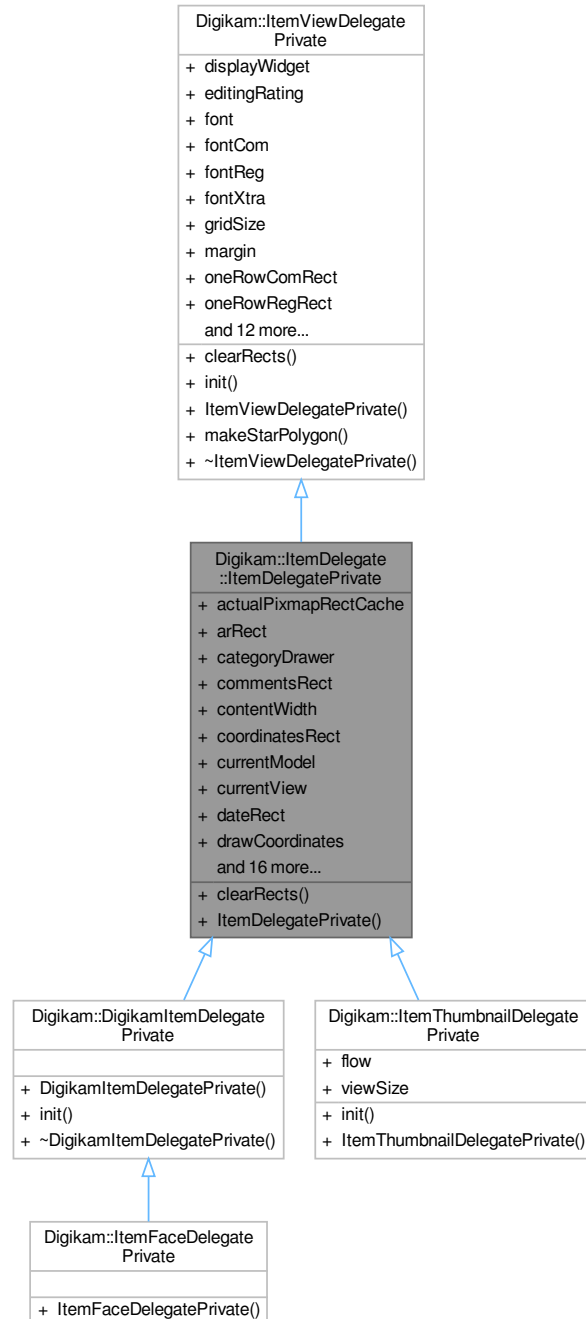 Digikam::ItemViewDelegate
Private
+ displayWidget
+ editingRating
+ font
+ fontCom
+ fontReg
+ fontXtra
+ gridSize
+ margin
+ oneRowComRect
+ oneRowRegRect
and 12 more...
+ clearRects()
+ init()
+ ItemViewDelegatePrivate()
+ makeStarPolygon()
+ ~ItemViewDelegatePrivate()
Digikam::ItemDelegate
::ItemDelegatePrivate
+ actualPixmapRectCache
+ arRect
+ categoryDrawer
+ commentsRect
+ contentWidth
+ coordinatesRect
+ currentModel
+ currentView
+ dateRect
+ drawCoordinates
and 16 more...
+ clearRects()
+ ItemDelegatePrivate()
Digikam::DigikamItemDelegate
Private
+ DigikamItemDelegatePrivate()
+ init()
+ ~DigikamItemDelegatePrivate()
Digikam::ItemThumbnailDelegate
Private
+ flow
+ viewSize
+ init()
+ ItemThumbnailDelegatePrivate()
Digikam::ItemFaceDelegate
Private
+ ItemFaceDelegatePrivate()